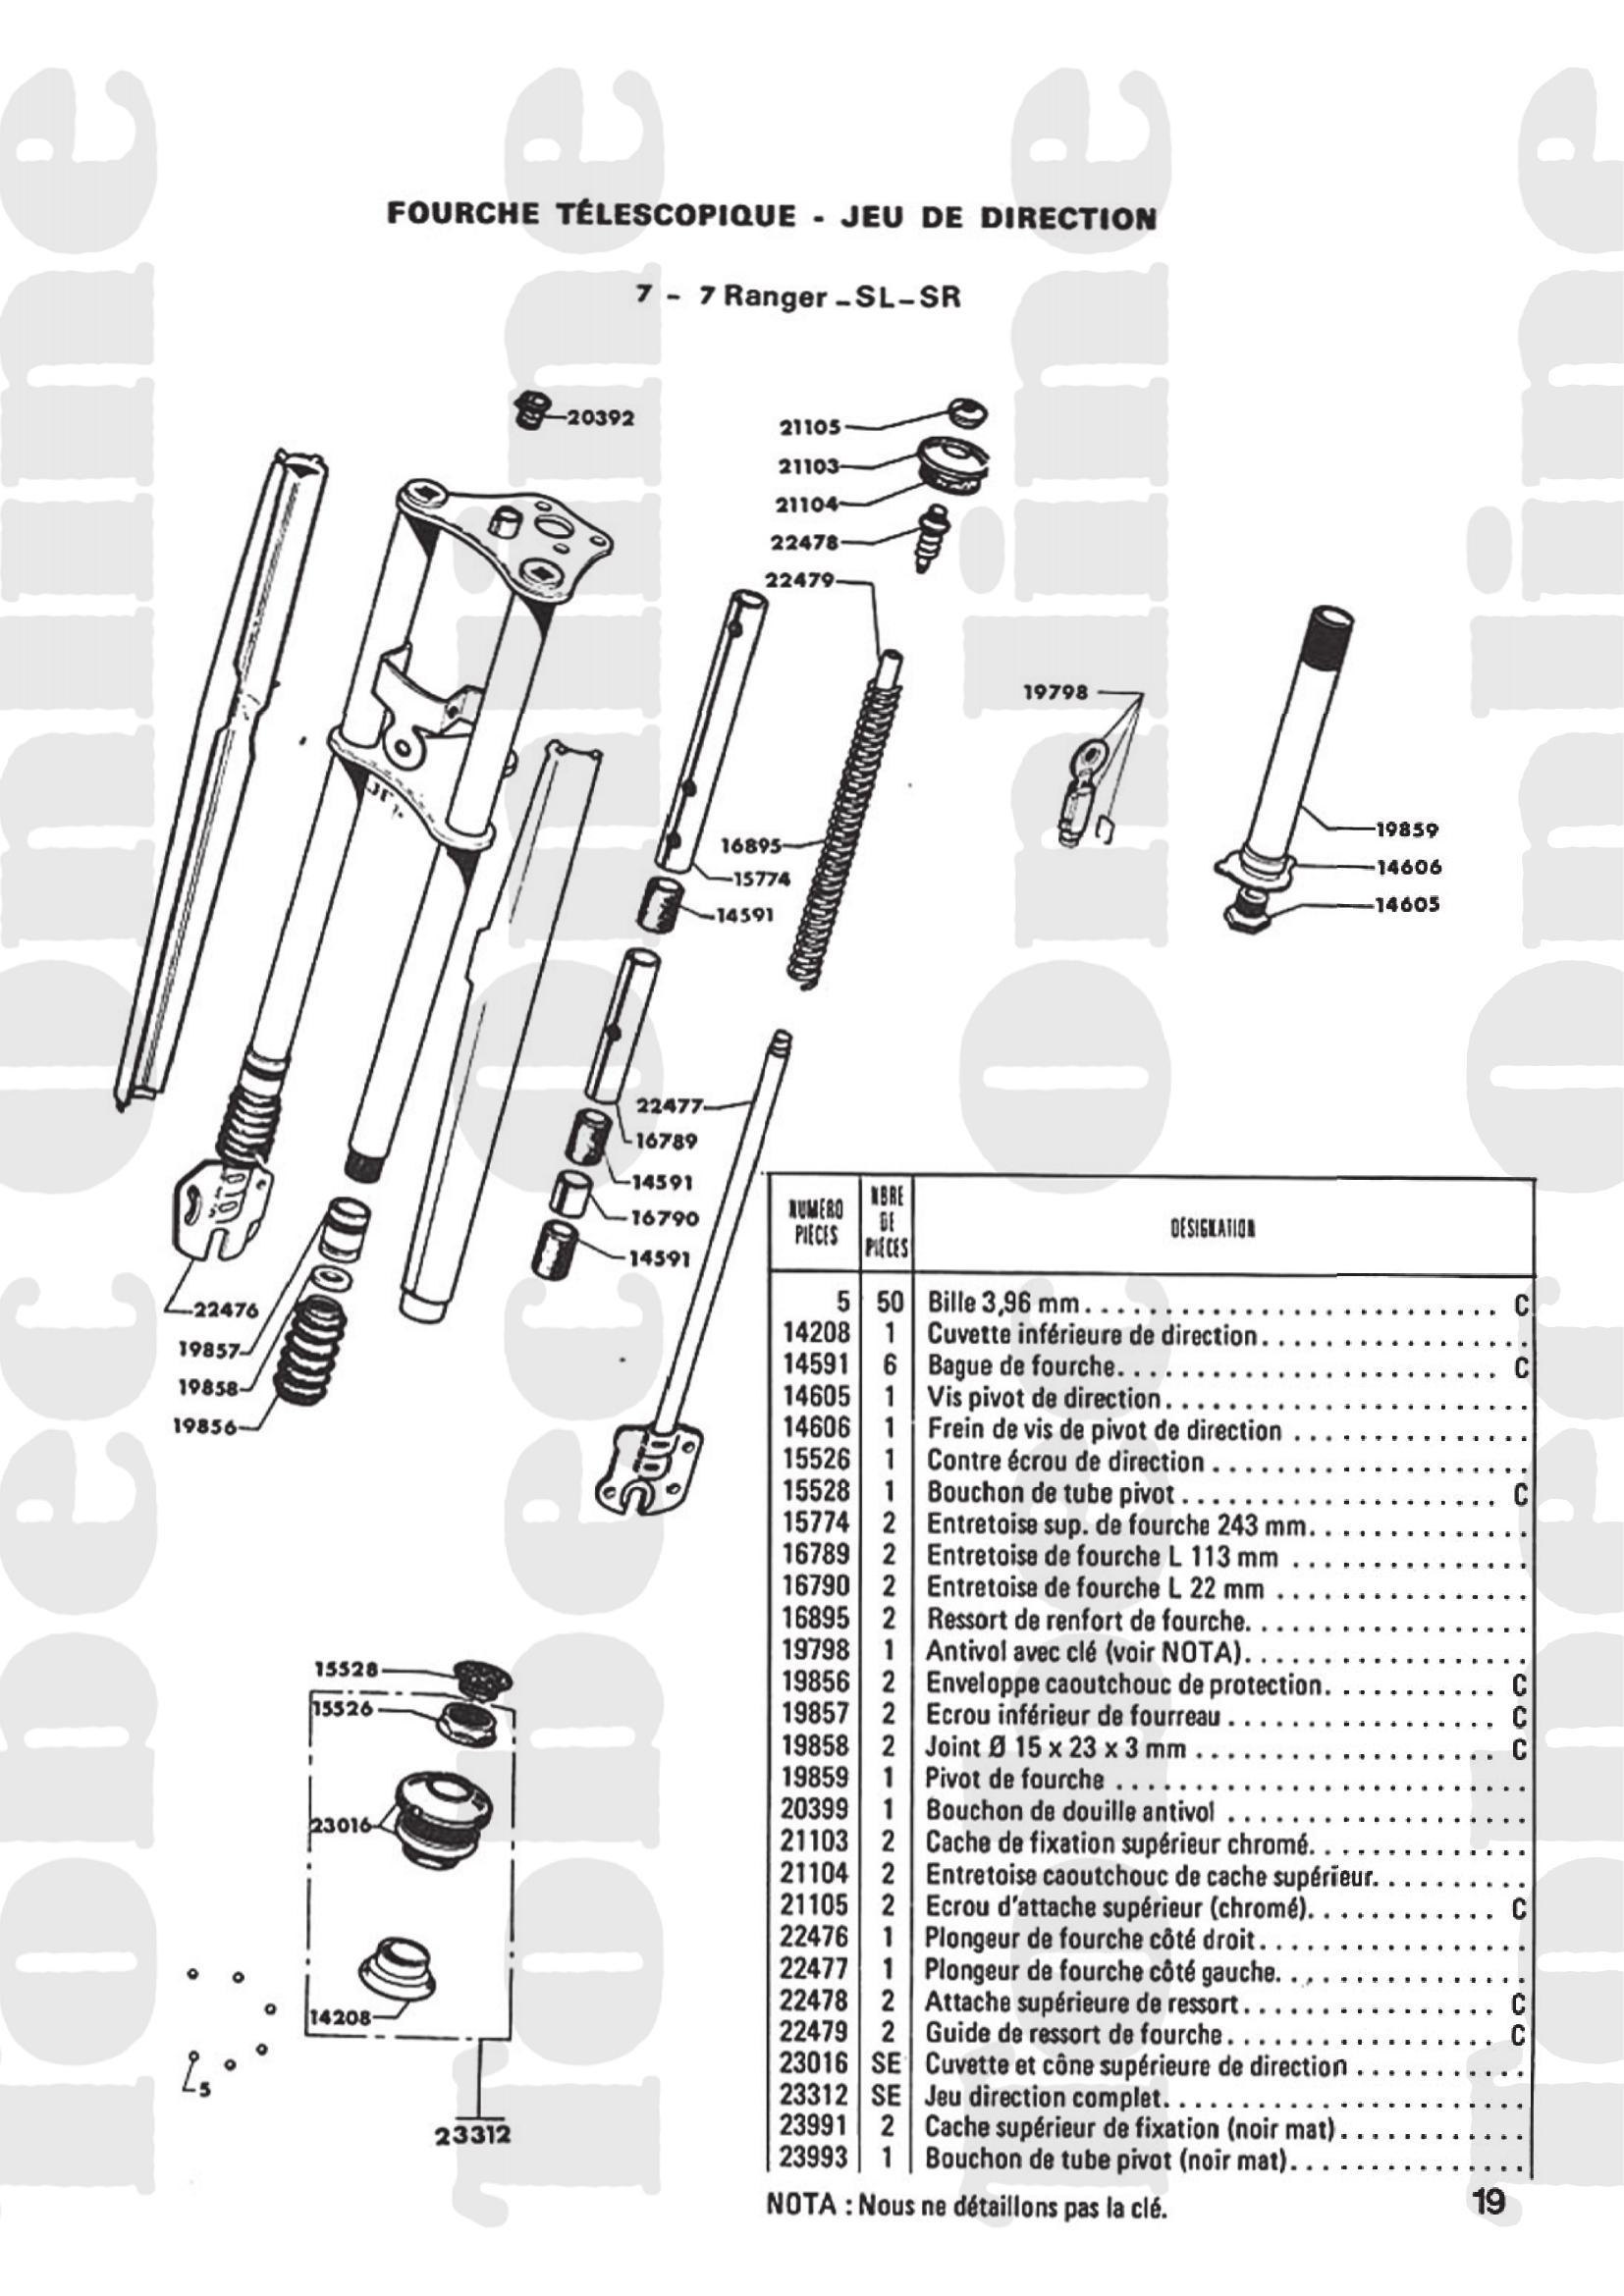 FOURCHE TÉLESCOPIQUE - JEU DE DIRECTION
7 - 7 Ranger - SL - SR
20392
21105
21103
21104
22478
22479
19798
16895
15774
14591
19859
14606
14605
22477
16789
14591
16790
14591
22476
19857
19858
19856
15528
15526
23016
14208
5
23312
NUMÉRO PIÈCES NBRE DE PIÈCES DÉSIGNATION
5 50 Bille 3,96 mm C
14208 1 Cuvette inférieure de direction
14591 6 Bague de fourche C
14605 1 Vis pivot de direction
14606 1 Frein de vis de pivot de direction
15526 1 Contre écrou de direction
15528 1 Bouchon de tube pivot C
15774 2 Entretoise sup. de fourche 243 mm
16789 2 Entretoise de fourche L 113 mm
16790 2 Entretoise de fourche L 22 mm
16895 2 Ressort de renfort de fourche
19798 1 Antivol avec clé (voir NOTA)
19856 2 Enveloppe caoutchouc de protection C
19857 2 Ecrou inférieur de fourreau C
19858 2 Joint Ø 15 x 23 x 3 mm C
19859 1 Pivot de fourche
20399 1 Bouchon de douille antivol
21103 2 Cache de fixation supérieur chromé
21104 2 Entretoise caoutchouc de cache supérieur
21105 2 Ecrou d'attache supérieur (chromé) C
22476 1 Plongeur de fourche côté droit
22477 1 Plongeur de fourche côté gauche
22478 2 Attache supérieure de ressort C
22479 2 Guide de ressort de fourche C
23016 SE Cuvette et cône supérieure de direction
23312 SE Jeu direction complet
23991 2 Cache supérieur de fixation (noir mat)
23993 1 Bouchon de tube pivot (noir mat)
NOTA : Nous ne détaillons pas la clé.
19